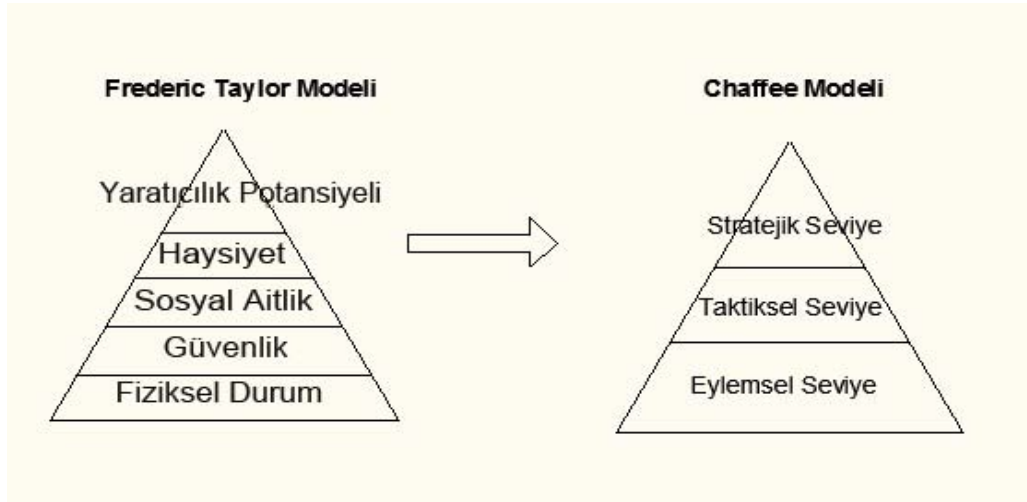 Frederic Taylor Modeli
Yaratıcılık Potansiyeli
Haysiyet
Sosyal Aitlik
Güvenlik
Fiziksel Durum
Chaffee Modeli
Stratejik Seviye
Taktiksel Seviye
Eylemsel Seviye